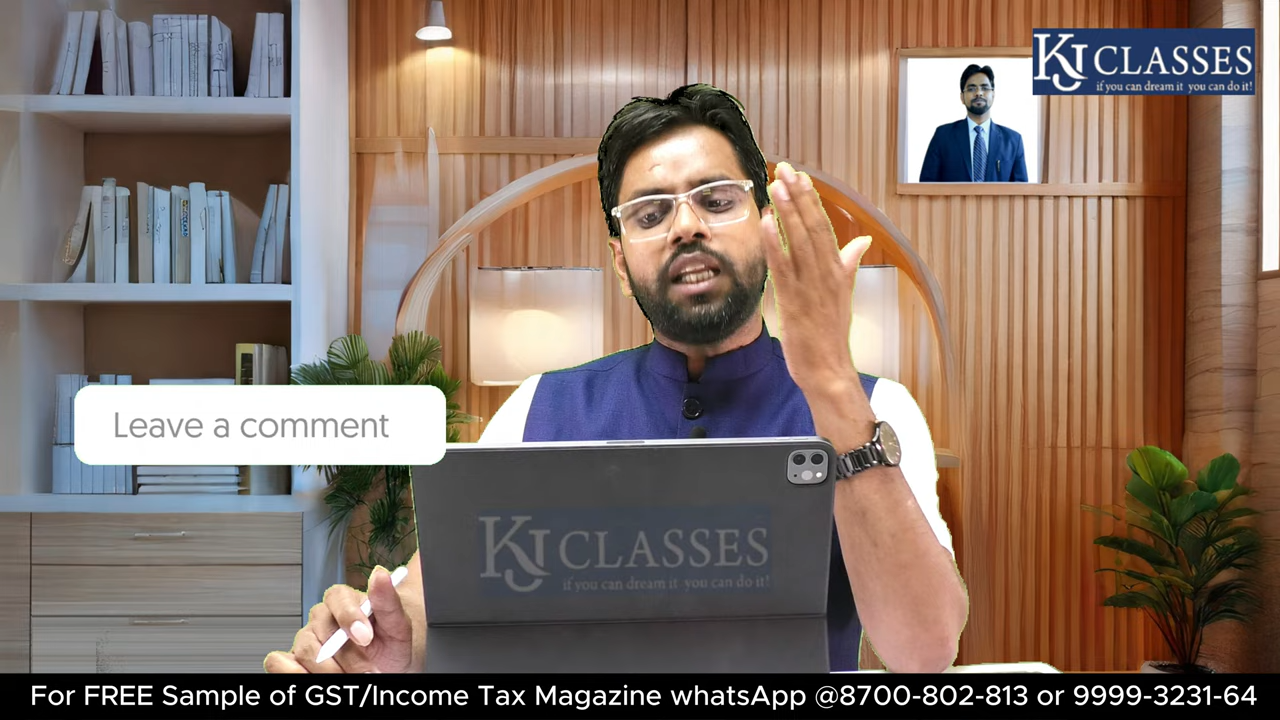 KJ CLASSES
if you can dream it you can do it!
Leave a comment
KJ CLASSES
if you can dream it you can do it!
For FREE Sample of GST/Income Tax Magazine whatsApp @8700-802-813 or 9999-3231-64